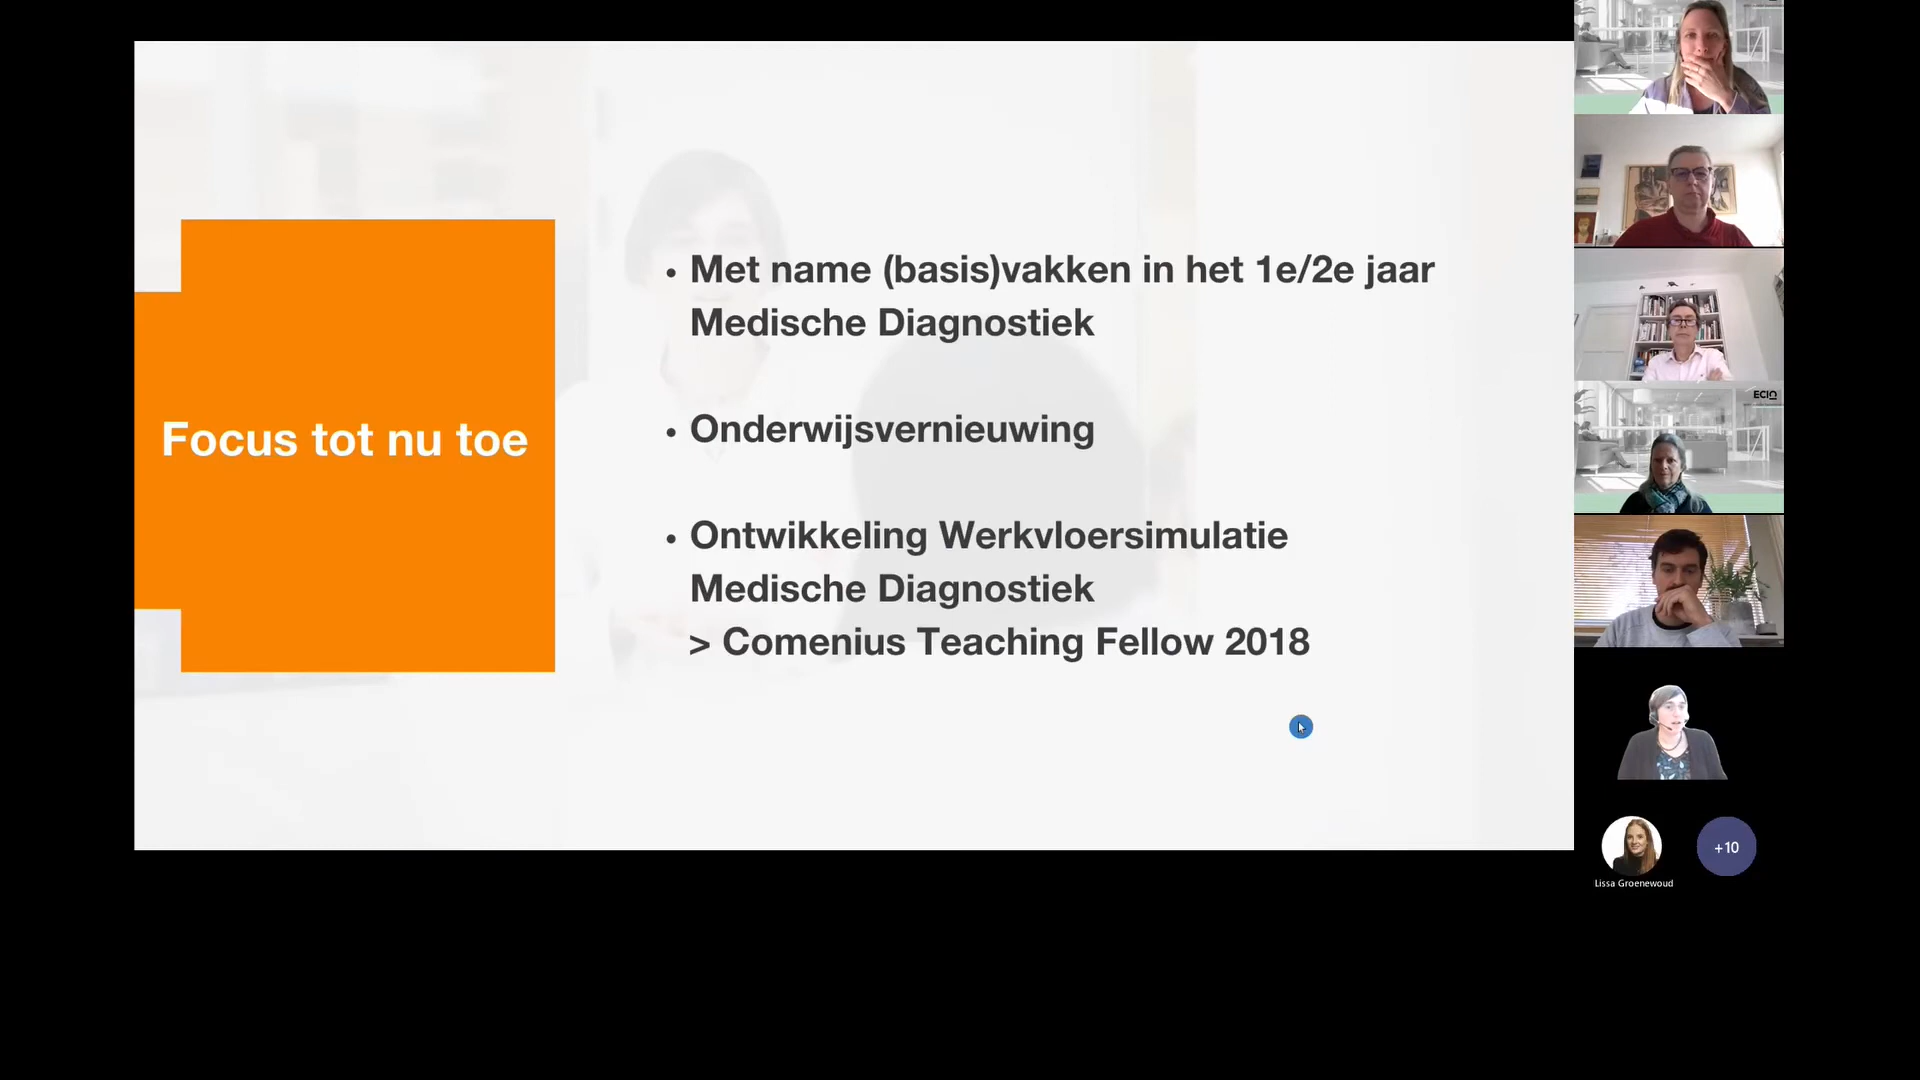 Focus tot nu toe
• Met name (basis)vakken in het 1e/2e jaar
Medische Diagnostiek
• Onderwijsvernieuwing
• Ontwikkeling Werkvloersimulatie
Medische Diagnostiek
> Comenius Teaching Fellow 2018
ECIO
Lissa Groenewoud
+10